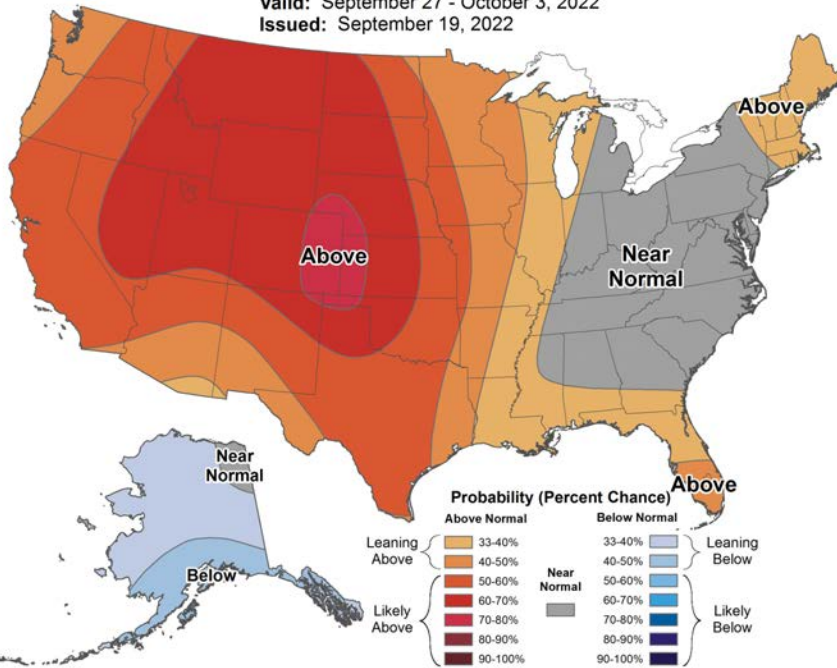 Valid: September 27 - October 3, 2022
Issued: September 19, 2022
Above
Above
Near
Normal
Near
Normal
Above
Below
Probability (Percent Chance)
Above Normal
Below Normal
Leaning
Above
33-40%
40-50%
Likely
Above
50-60%
60-70%
70-80%
80-90%
90-100%
Near
Normal
33-40%
40-50%
Leaning
Below
50-60%
60-70%
70-80%
80-90%
90-100%
Likely
Below